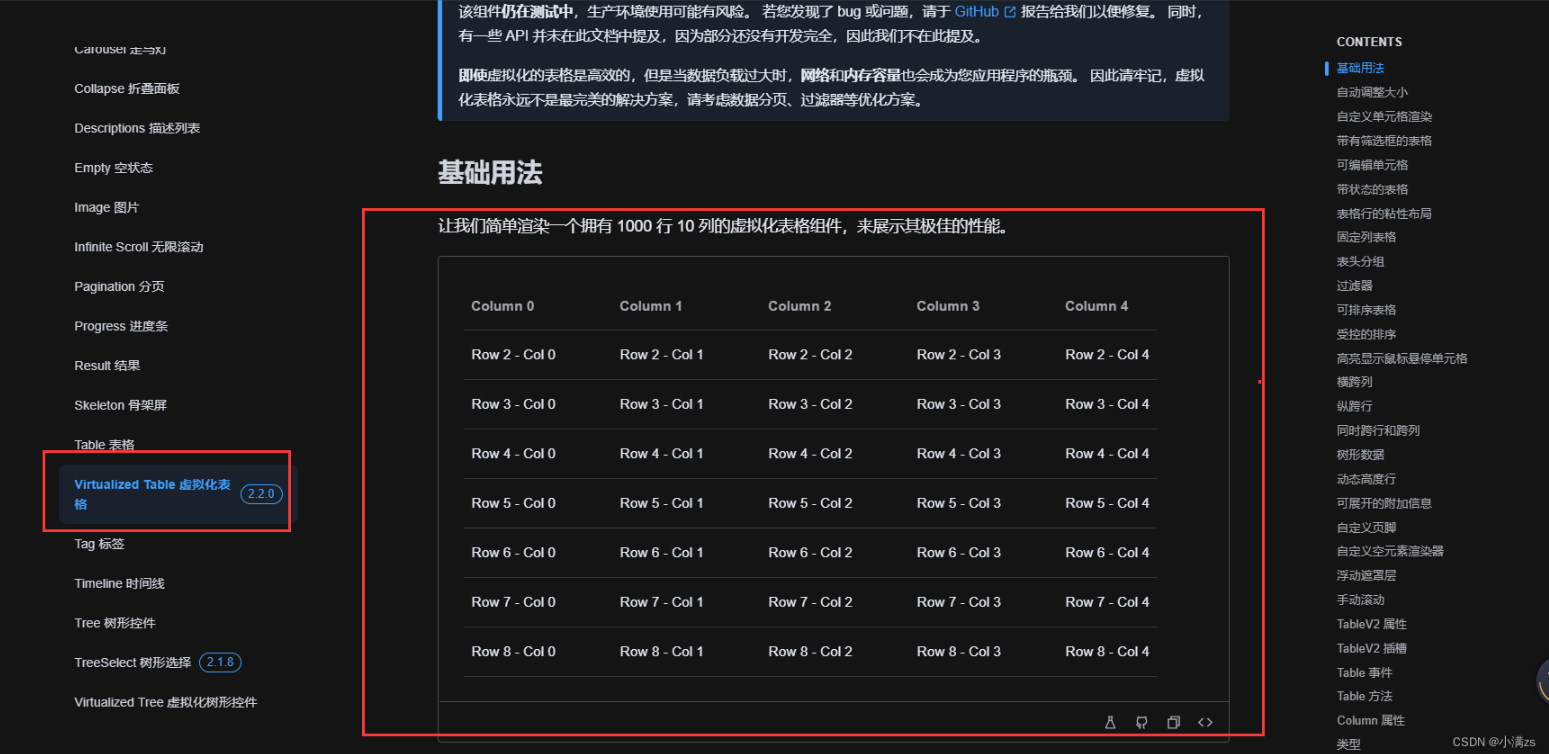 Carousel 走马灯
Collapse 折叠面板
Descriptions 描述列表
Empty 空状态
Image 图片
Infinite Scroll 无限滚动
Pagination 分页
Progress 进度条
Result 结果
Skeleton 骨架屏
Table 表格
Virtualized Table 虚拟化表
格
2.2.0
Tag 标签
Timeline 时间线
Tree 树形控件
TreeSelect 树形选择 2.1.8
Virtualized Tree 虚拟化树形控件
该组件仍在测试中，生产环境使用可能有风险。 若您发现了 bug 或问题，请于 GitHub 报告给我们以便修复。 同时，
有一些 API 并未在此文档中提及，因为部分还没有开发完全，因此我们不在此提及。
即使虚拟化的表格是高效的，但是当数据负载过大时，网络和内存容量也会成为您应用程序的瓶颈。 因此请牢记，虚拟
化表格永远不是最完美的解决方案，请考虑数据分页、过滤器等优化方案。
基础用法
让我们简单渲染一个拥有 1000 行 10 列的虚拟化表格组件，来展示其极佳的性能。
Column 0 Column 1 Column 2 Column 3 Column 4
Row 2 - Col 0 Row 2 - Col 1 Row 2 - Col 2 Row 2 - Col 3 Row 2 - Col 4
Row 3 - Col 0 Row 3 - Col 1 Row 3 - Col 2 Row 3 - Col 3 Row 3 - Col 4
Row 4 - Col 0 Row 4 - Col 1 Row 4 - Col 2 Row 4 - Col 3 Row 4 - Col 4
Row 5 - Col 0 Row 5 - Col 1 Row 5 - Col 2 Row 5 - Col 3 Row 5 - Col 4
Row 6 - Col 0 Row 6 - Col 1 Row 6 - Col 2 Row 6 - Col 3 Row 6 - Col 4
Row 7 - Col 0 Row 7 - Col 1 Row 7 - Col 2 Row 7 - Col 3 Row 7 - Col 4
Row 8 - Col 0 Row 8 - Col 1 Row 8 - Col 2 Row 8 - Col 3 Row 8 - Col 4
CONTENTS
基础用法
自动调整大小
自定义单元格渲染
带有筛选框的表格
可编辑单元格
带状态的表格
表格行的粘性布局
固定列表格
表头分组
过滤器
可排序表格
受控的排序
高亮显示鼠标悬停单元格
横跨列
纵跨行
同时跨行和跨列
树形数据
动态高度行
可展开的附加信息
自定义页脚
自定义空元素渲染器
浮动遮罩层
手动滚动
TableV2 属性
TableV2 插槽
Table 事件
Table 方法
Column 属性
类型
CSDN @小满zs